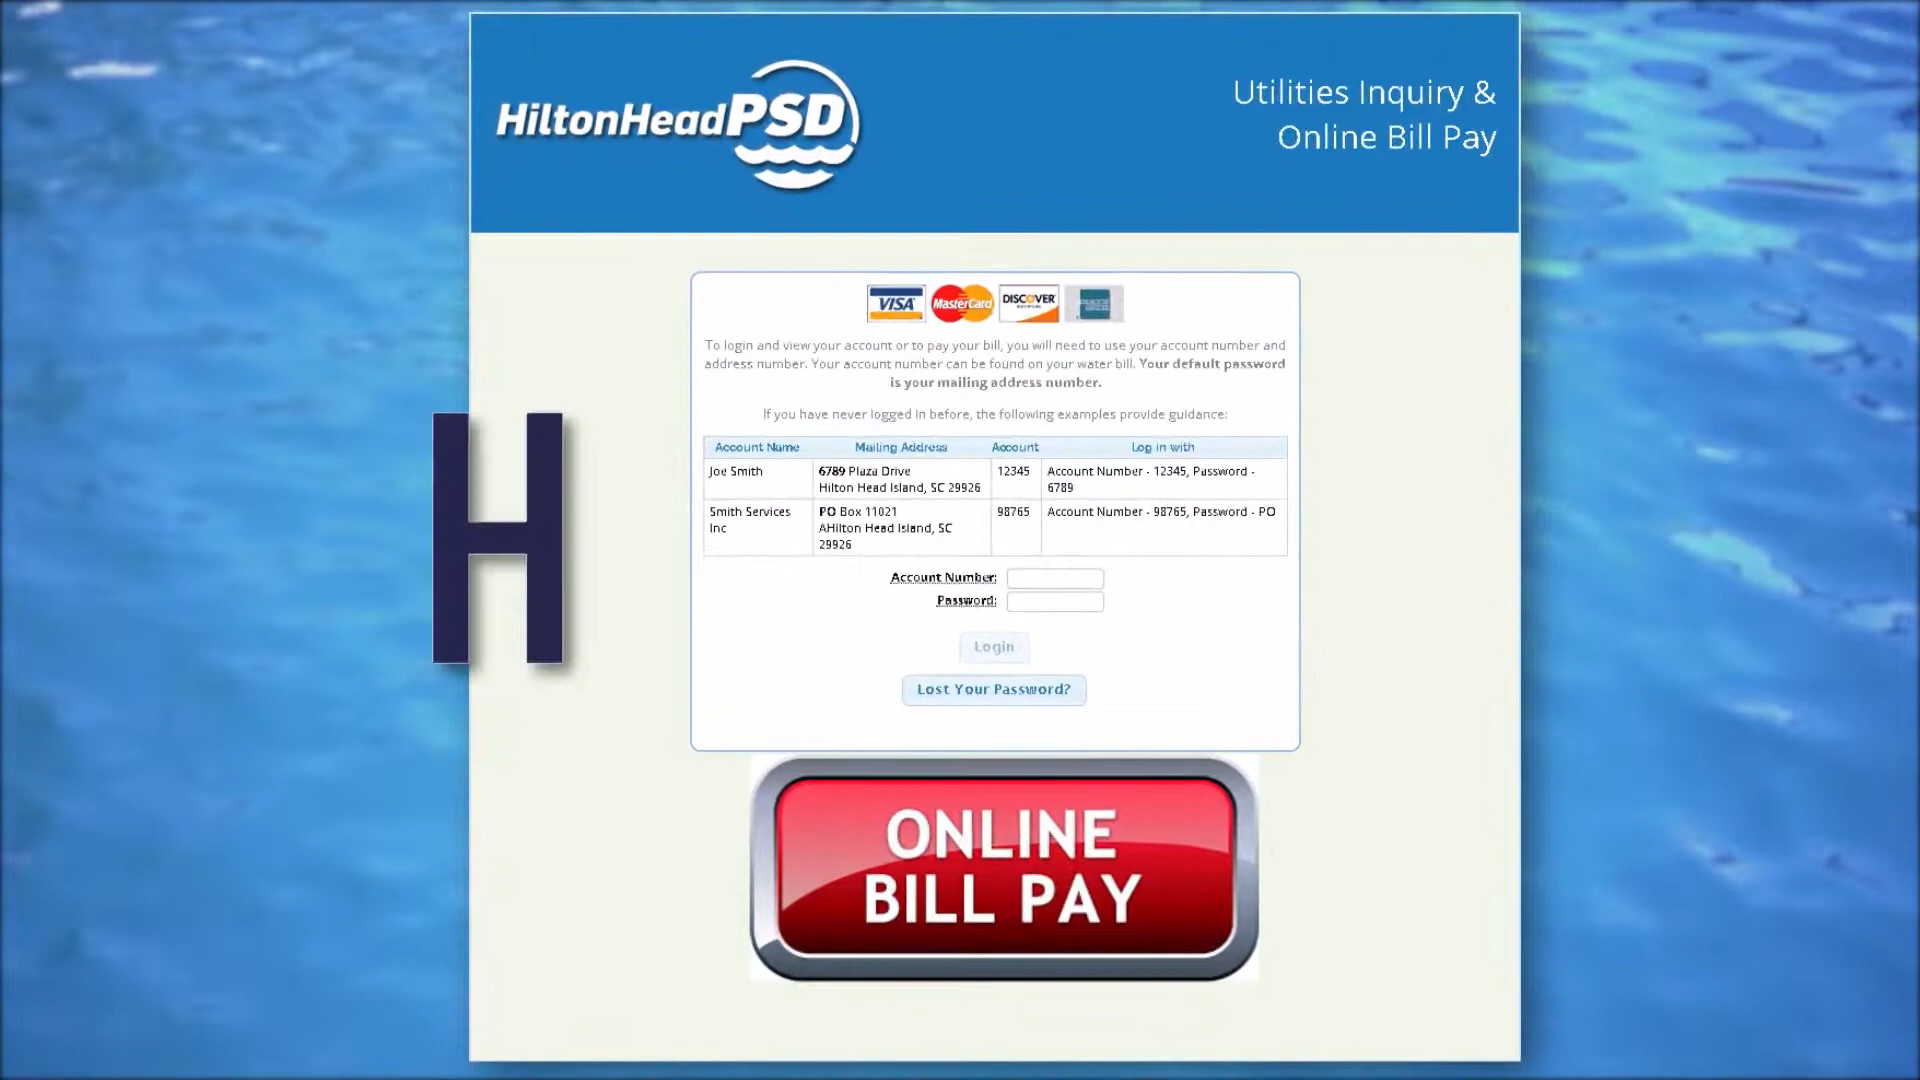 HiltonHeadPSD
Utilities Inquiry &
Online Bill Pay
VISA MasterCard DISCOVER
To login and view your account or to pay your bill, you will need to use your account number and
address number. Your account number can be found on your water bill. Your default password
is your mailing address number.
If you have never logged in before, the following examples provide guidance:
Account Name Mailing Address Account Log in with
Joe Smith 6789 Plaza Drive 12345 Account Number - 12345, Password -
Hilton Head Island, SC 29926 6789
Smith Services PO Box 11021 98765 Account Number - 98765, Password - PO
Inc AHilton Head Island, SC
29926
H
Account Number:
Password:
Login
Lost Your Password?
ONLINE
BILL PAY